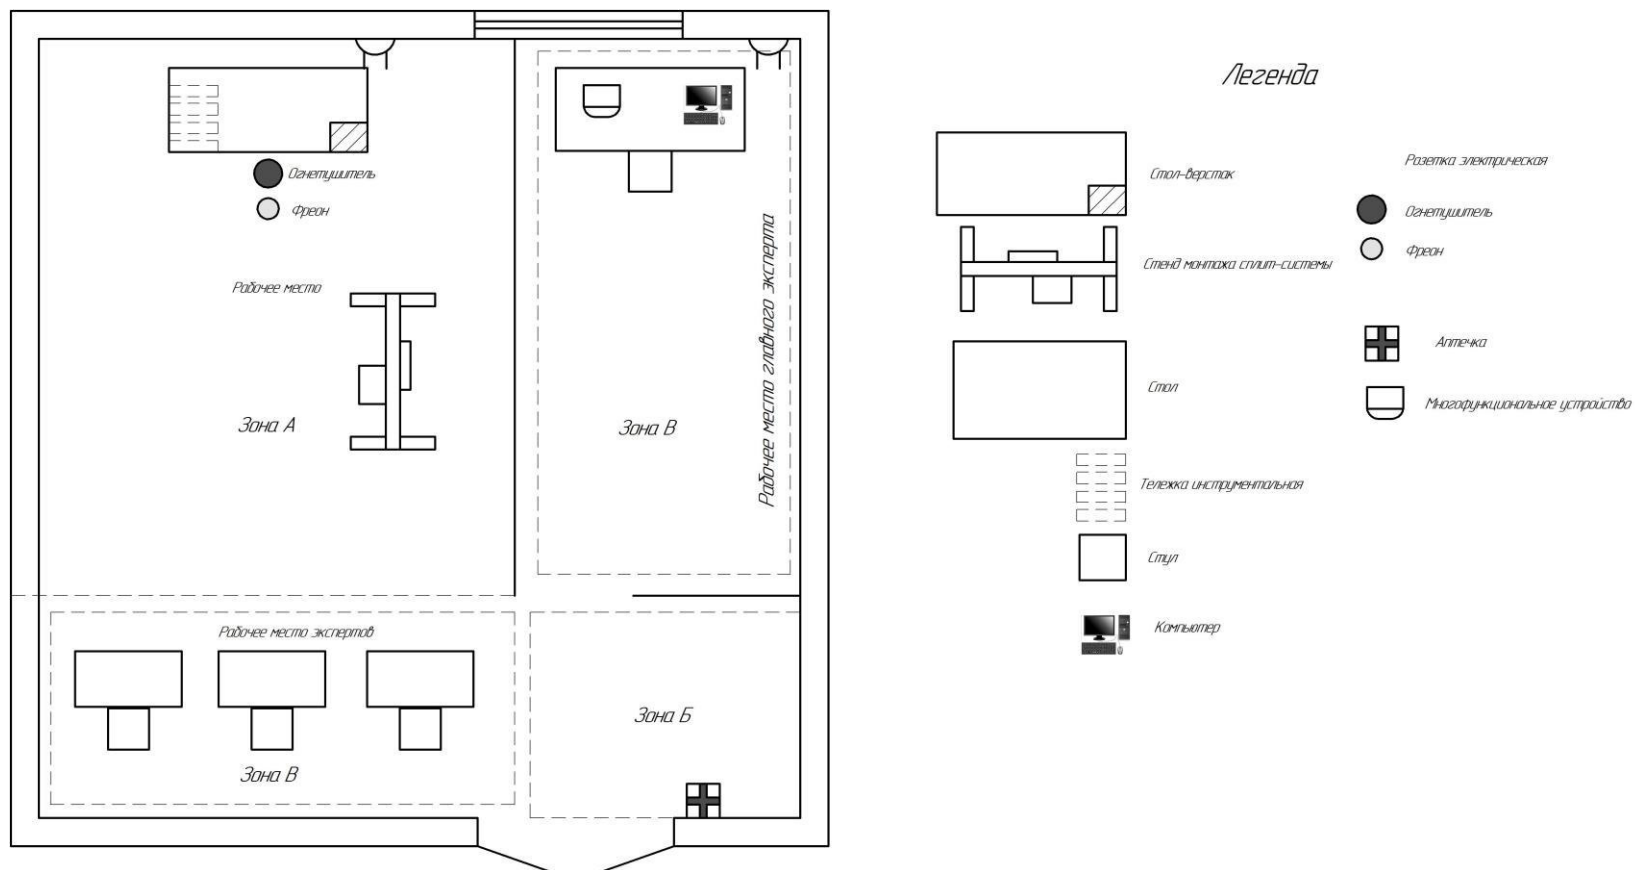 Легенда
Огнетушитель
Фреон
Рабочее место
Зона А
Зона В
Рабочее место главного эксперта
Рабочее место экспертов
Зона В
Зона Б
Стол-верстак
Стенд монтажа сплит-системы
Стол
Тележка инструментальная
Стул
Компьютер
Розетка электрическая
Огнетушитель
Фреон
Аптечка
Многофункциональное устройство